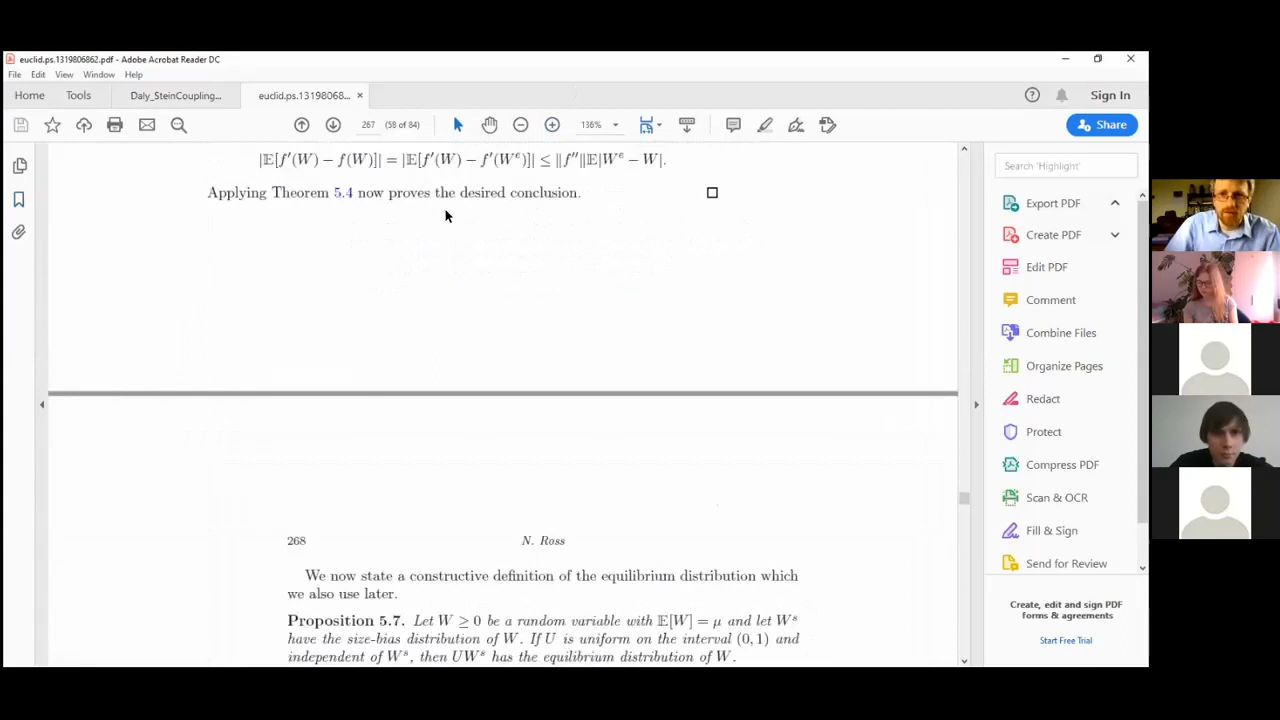 euclid.ps.1319806862.pdf - Adobe Acrobat Reader DC
File Edit View Window Help
Home Tools Daly_SteinCoupling... euclid.ps.13198068... × Sign In
267 (58 of 84) 136% Share
|𝔼[f′(W) − f(W)]| = |𝔼[f′(W) − f′(Wᵉ)]| ≤ ‖f″‖𝔼|Wᵉ − W|.
Applying Theorem 5.4 now proves the desired conclusion. □
268 N. Ross
We now state a constructive definition of the equilibrium distribution which
we also use later.
Proposition 5.7. Let W ≥ 0 be a random variable with 𝔼[W] = μ and let Wˢ
have the size-bias distribution of W. If U is uniform on the interval (0, 1) and
independent of Wˢ, then UWˢ has the equilibrium distribution of W.
Search 'Highlight'
Export PDF
Create PDF
Edit PDF
Comment
Combine Files
Organize Pages
Redact
Protect
Compress PDF
Scan & OCR
Fill & Sign
Send for Review
Create, edit and sign PDF
forms & agreements
Start Free Trial